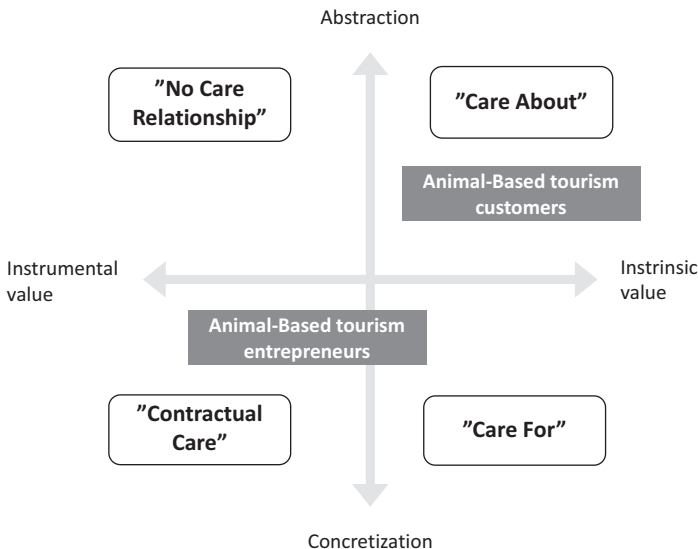 Abstraction
”No Care
Relationship”
”Care About”
Animal-Based tourism
customers
Instrumental
value
Instrinsic
value
Animal-Based tourism
entrepreneurs
”Contractual
Care”
”Care For”
Concretization